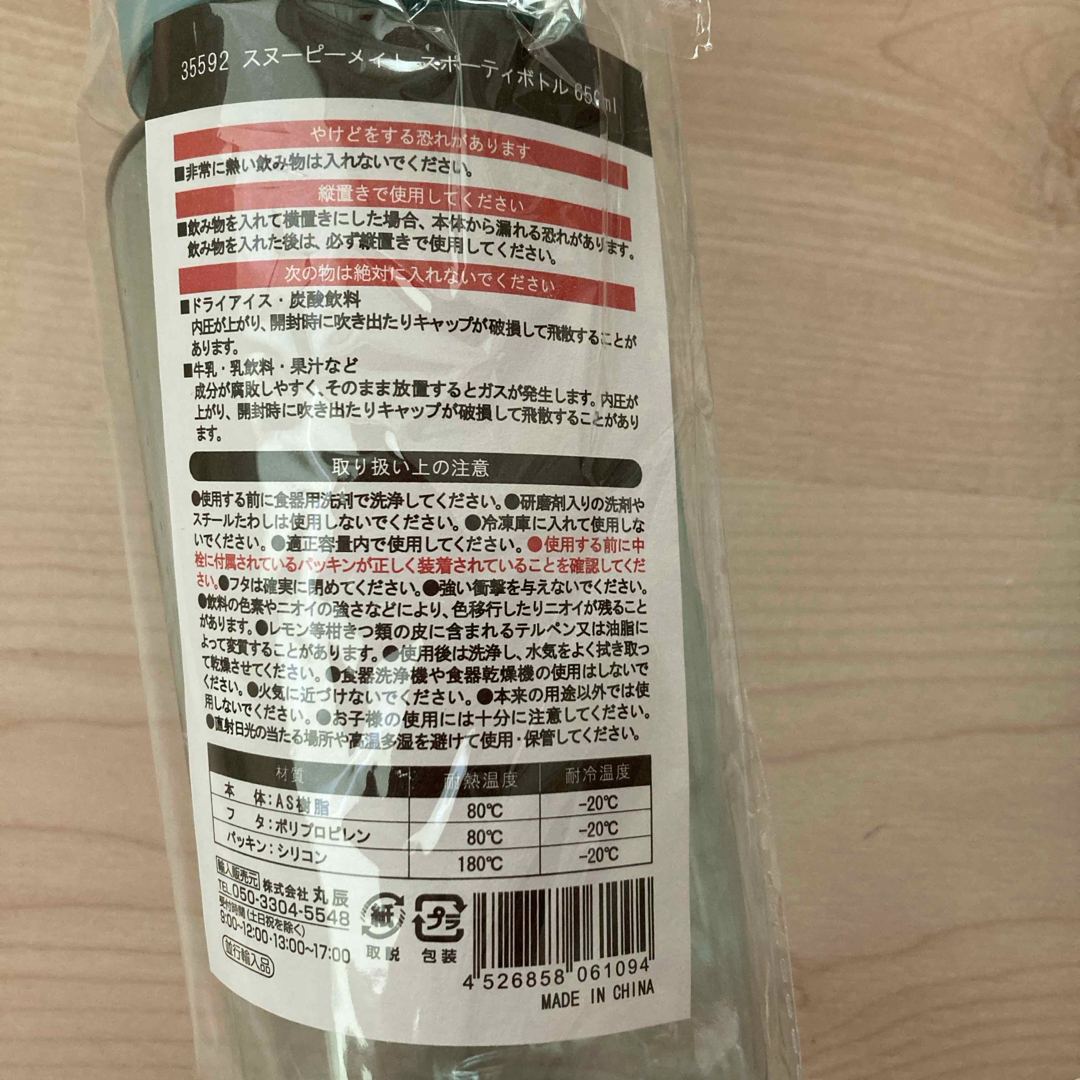 35592 スヌーピーメイト スポーティボトル 650ml
やけどをする恐れがあります
■非常に熱い飲み物は入れないでください。
縦置きで使用してください
■飲み物を入れて横置きにした場合、本体から漏れる恐れがあります。
飲み物を入れた後は、必ず縦置きで使用してください。
次の物は絶対に入れないでください
■ドライアイス・炭酸飲料
内圧が上がり、開封時に吹き出たりキャップが破損して飛散することが
あります。
■牛乳・乳飲料・果汁など
成分が腐敗しやすく、そのまま放置するとガスが発生します。内圧が
上がり、開封時に吹き出たりキャップが破損して飛散することがあり
ます。
取り扱い上の注意
●使用する前に食器用洗剤で洗浄してください。●研磨剤入りの洗剤や
スチールたわしは使用しないでください。●冷凍庫に入れて使用しな
いでください。●適正容量内で使用してください。●使用する前に中
栓に付属されているパッキンが正しく装着されていることを確認してくだ
さい。●フタは確実に閉めてください。●強い衝撃を与えないでください。
●飲料の色素やニオイの強さなどにより、色移行したりニオイが残ること
があります。●レモン等柑きつ類の皮に含まれるテルペン又は油脂に
よって変質することがあります。●使用後は洗浄し、水気をよく拭き取っ
て乾燥させてください。●食器洗浄機や食器乾燥機の使用はしないで
ください。●火気に近づけないでください。●本来の用途以外では使
用しないでください。●お子様の使用には十分に注意してください。
●直射日光の当たる場所や高温多湿を避けて使用・保管してください。
材質 耐熱温度 耐冷温度
本 体：AS樹脂 80℃ -20℃
フ タ：ポリプロピレン 80℃ -20℃
パッキン：シリコン 180℃ -20℃
輸入販売元 株式会社 丸辰
TEL 050-3304-5548
受付時間（土日祝を除く）
9:00~12:00・13:00~17:00
並行輸入品
紙
取説
プラ
包装
4 526858 061094
MADE IN CHINA